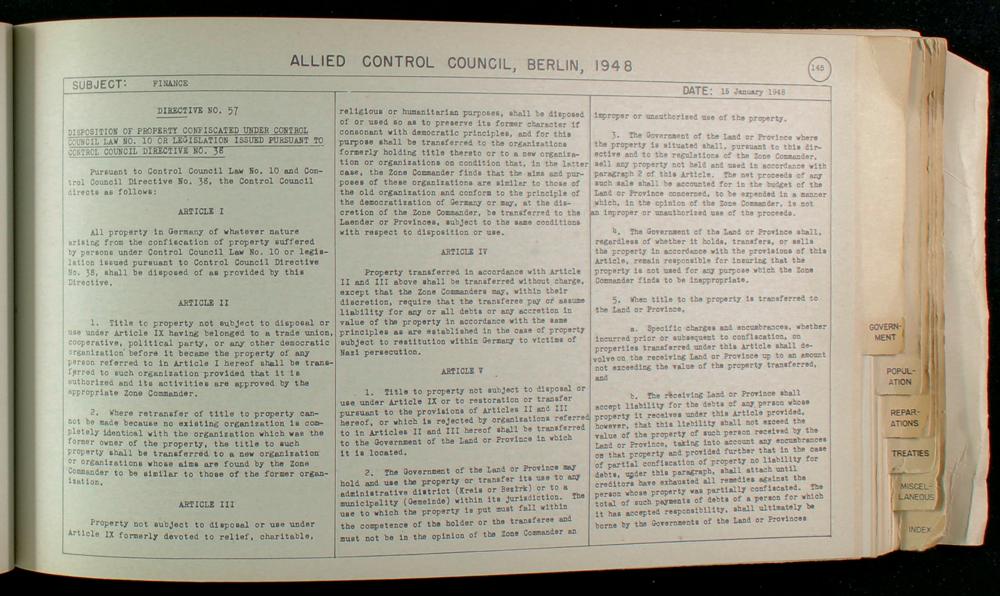 ALLIED CONTROL COUNCIL, BERLIN, 1948
145
SUBJECT: FINANCE
DATE: 15 January 1948
DIRECTIVE NO. 57
DISPOSITION OF PROPERTY CONFISCATED UNDER CONTROL
COUNCIL LAW NO. 10 OR LEGISLATION ISSUED PURSUANT TO
CONTROL COUNCIL DIRECTIVE NO. 38
Pursuant to Control Council Law No. 10 and Con-
trol Council Directive No. 38, the Control Council
directs as follows:
ARTICLE I
All property in Germany of whatever nature
arising from the confiscation of property suffered
by persons under Control Council Law No. 10 or legis-
lation issued pursuant to Control Council Directive
No. 38, shall be disposed of as provided by this
Directive.
ARTICLE II
1. Title to property not subject to disposal or
use under Article IX having belonged to a trade union,
cooperative, political party, or any other democratic
organization before it became the property of any
person referred to in Article I hereof shall be trans-
ferred to such organization provided that it is
authorized and its activities are approved by the
appropriate Zone Commander.
2. Where retransfer of title to property can-
not be made because no existing organization is com-
pletely identical with the organization which was the
former owner of the property, the title to such
property shall be transferred to a new organization
or organizations whose aims are found by the Zone
Commander to be similar to those of the former organ-
ization.
ARTICLE III
Property not subject to disposal or use under
Article IX formerly devoted to relief, charitable,
religious or humanitarian purposes, shall be disposed
of or used so as to preserve its former character if
consonant with democratic principles, and for this
purpose shall be transferred to the organizations
formerly holding title thereto or to a new organiza-
tion or organizations on condition that, in the latter
case, the Zone Commander finds that the aims and pur-
poses of these organizations are similar to those of
the old organization and conform to the principle of
the democratization of Germany or may, at the dis-
cretion of the Zone Commander, be transferred to the
Laender or Provinces, subject to the same conditions
with respect to disposition or use.
ARTICLE IV
Property transferred in accordance with Article
II and III above shall be transferred without charge,
except that the Zone Commanders may, within their
discretion, require that the transferee pay or assume
liability for any or all debts or any accretion in
value of the property in accordance with the same
principles as are established in the case of property
subject to restitution within Germany to victims of
Nazi persecution.
ARTICLE V
1. Title to property not subject to disposal or
use under Article IX or to restoration or transfer
pursuant to the provisions of Articles II and III
hereof, or which is rejected by organizations referred
to in Articles II and III hereof shall be transferred
to the Government of the Land or Province in which
it is located.
2. The Government of the Land or Province may
hold and use the property or transfer its use to any
administrative district (Kreis or Bezirk) or to a
municipality (Gemeinde) within its jurisdiction. The
use to which the property is put must fall within
the competence of the holder or the transferee and
must not be in the opinion of the Zone Commander an
improper or unauthorized use of the property.
3. The Government of the Land or Province where
the property is situated shall, pursuant to this dir-
ective and to the regulations of the Zone Commander,
sell any property not held and used in accordance with
paragraph 2 of this Article. The net proceeds of any
such sale shall be accounted for in the budget of the
Land or Province concerned, to be expended in a manner
which, in the opinion of the Zone Commander, is not
an improper or unauthorized use of the proceeds.
4. The Government of the Land or Province shall,
regardless of whether it holds, transfers, or sells
the property in accordance with the provisions of this
Article, remain responsible for insuring that the
property is not used for any purpose which the Zone
Commander finds to be inappropriate.
5. When title to the property is transferred to
the Land or Province,
a. Specific charges and encumbrances, whether
incurred prior or subsequent to confiscation, on
properties transferred under this Article shall de-
volve on the receiving Land or Province up to an amount
not exceeding the value of the property transferred,
and
b. The receiving Land or Province shall
accept liability for the debts of any person whose
property it receives under this Article provided,
however, that this liability shall not exceed the
value of the property of such person received by the
Land or Province, taking into account any encumbrances
on that property and provided further that in the case
of partial confiscation of property no liability for
debts, under this paragraph, shall attach until
creditors have exhausted all remedies against the
person whose property was partially confiscated. The
total of such payments of debts of a person for which
it has accepted responsibility, shall ultimately be
borne by the Governments of the Land or Provinces
GOVERN-
MENT
POPUL-
ATION
REPAR-
ATIONS
TREATIES
MISCEL-
LANEOUS
INDEX